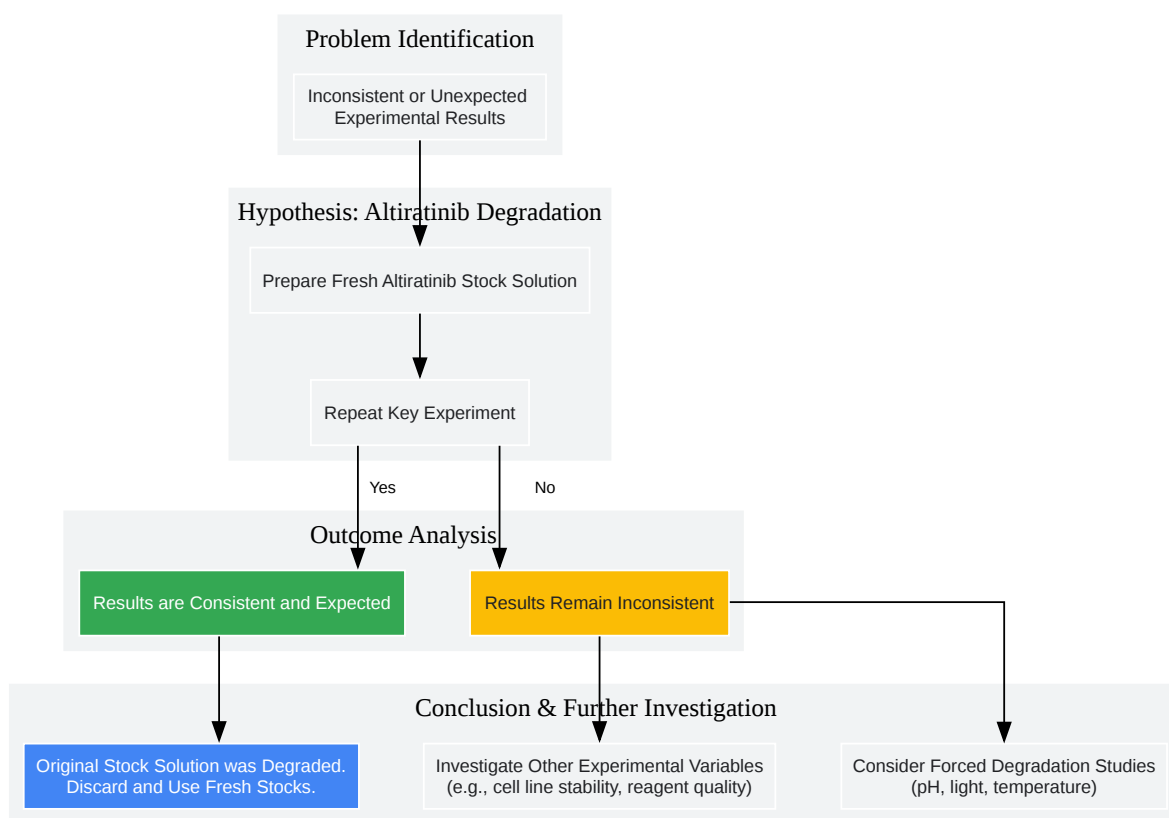 Problem Identification
Inconsistent or Unexpected
Experimental Results
Hypothesis: Altiratinib Degradation
Prepare Fresh Altiratinib Stock Solution
Repeat Key Experiment
Yes
No
Outcome Analysis
Results are Consistent and Expected
Results Remain Inconsistent
Conclusion & Further Investigation
Original Stock Solution was Degraded.
Discard and Use Fresh Stocks.
Investigate Other Experimental Variables
(e.g., cell line stability, reagent quality)
Consider Forced Degradation Studies
(pH, light, temperature)